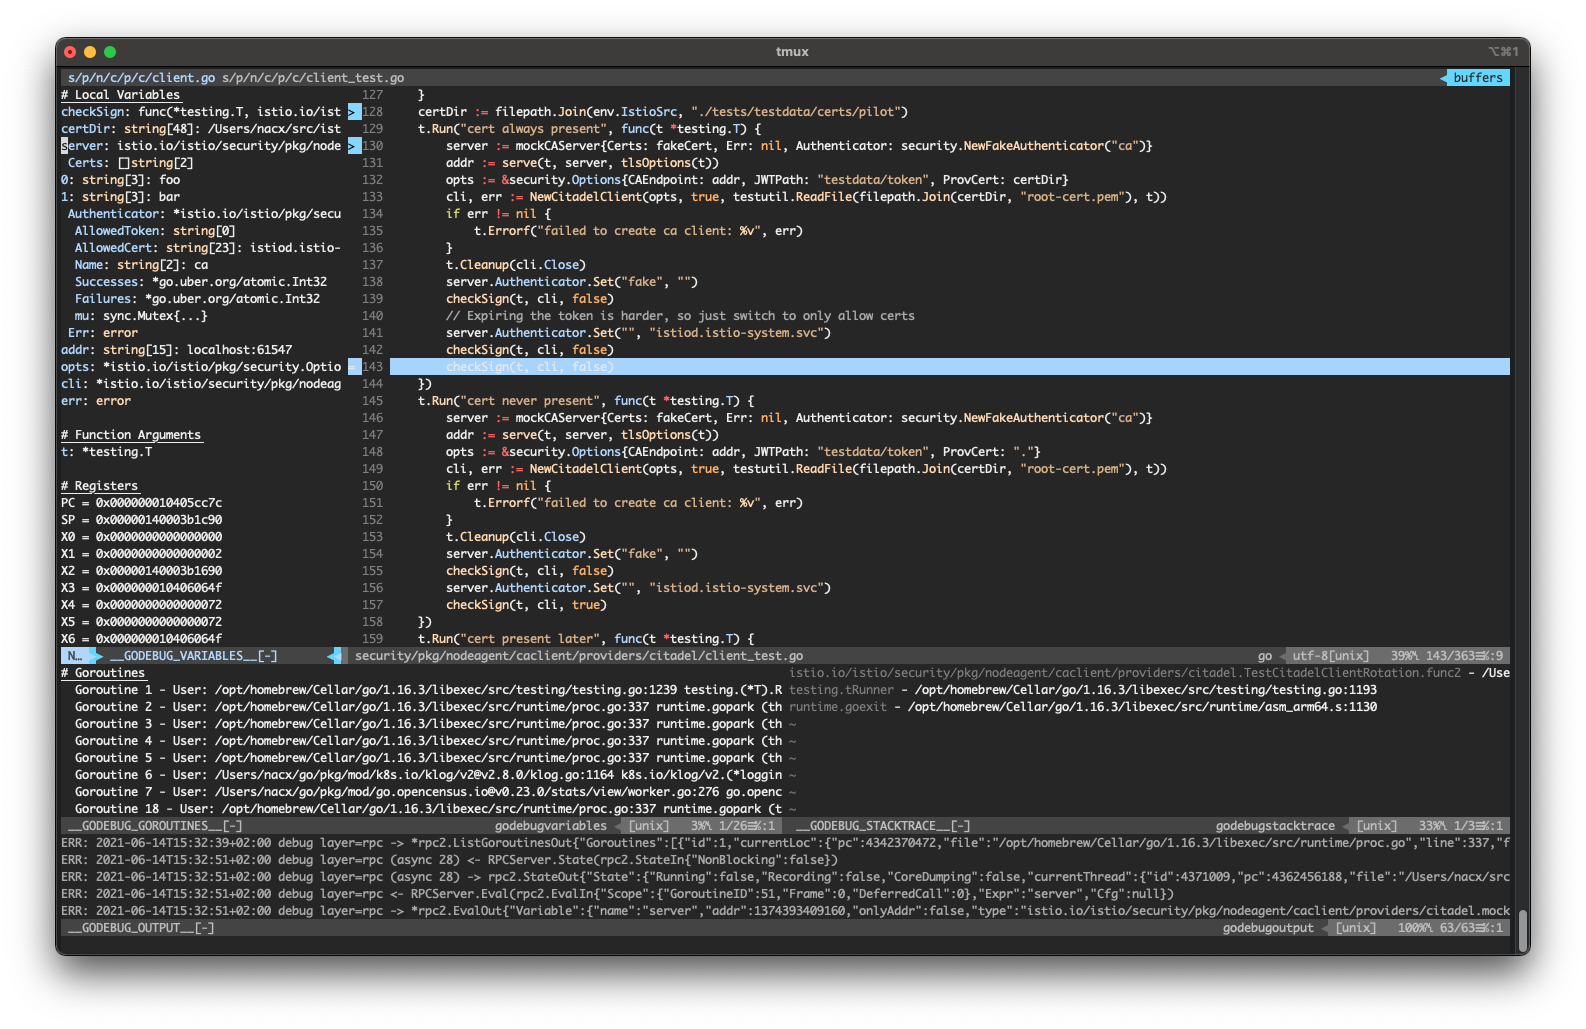 tmux
⌥⌘1
s/p/n/c/p/c/client.go s/p/n/c/p/c/client_test.go
buffers
# Local Variables
checkSign: func(*testing.T, istio.io/ist
certDir: string[48]: /Users/nacx/src/ist
server: istio.io/istio/security/pkg/node
Certs: []string[2]
0: string[3]: foo
1: string[3]: bar
Authenticator: *istio.io/istio/pkg/secu
AllowedToken: string[0]
AllowedCert: string[23]: istiod.istio-
Name: string[2]: ca
Successes: *go.uber.org/atomic.Int32
Failures: *go.uber.org/atomic.Int32
mu: sync.Mutex{...}
Err: error
addr: string[15]: localhost:61547
opts: *istio.io/istio/pkg/security.Optio
cli: *istio.io/istio/security/pkg/nodeag
err: error
# Function Arguments
t: *testing.T
# Registers
PC = 0x000000010405cc7c
SP = 0x00000140003b1c90
X0 = 0x0000000000000000
X1 = 0x0000000000000002
X2 = 0x00000140003b1690
X3 = 0x000000010406064f
X4 = 0x0000000000000072
X5 = 0x0000000000000072
X6 = 0x000000010406064f
127 }
> 128 certDir := filepath.Join(env.IstioSrc, "./tests/testdata/certs/pilot")
129 t.Run("cert always present", func(t *testing.T) {
> 130 server := mockCAServer{Certs: fakeCert, Err: nil, Authenticator: security.NewFakeAuthenticator("ca")}
131 addr := serve(t, server, tlsOptions(t))
132 opts := &security.Options{CAEndpoint: addr, JWTPath: "testdata/token", ProvCert: certDir}
133 cli, err := NewCitadelClient(opts, true, testutil.ReadFile(filepath.Join(certDir, "root-cert.pem"), t))
134 if err != nil {
135 t.Errorf("failed to create ca client: %v", err)
136 }
137 t.Cleanup(cli.Close)
138 server.Authenticator.Set("fake", "")
139 checkSign(t, cli, false)
140 // Expiring the token is harder, so just switch to only allow certs
141 server.Authenticator.Set("", "istiod.istio-system.svc")
142 checkSign(t, cli, false)
= 143 checkSign(t, cli, false)
144 })
145 t.Run("cert never present", func(t *testing.T) {
146 server := mockCAServer{Certs: fakeCert, Err: nil, Authenticator: security.NewFakeAuthenticator("ca")}
147 addr := serve(t, server, tlsOptions(t))
148 opts := &security.Options{CAEndpoint: addr, JWTPath: "testdata/token", ProvCert: "."}
149 cli, err := NewCitadelClient(opts, true, testutil.ReadFile(filepath.Join(certDir, "root-cert.pem"), t))
150 if err != nil {
151 t.Errorf("failed to create ca client: %v", err)
152 }
153 t.Cleanup(cli.Close)
154 server.Authenticator.Set("fake", "")
155 checkSign(t, cli, false)
156 server.Authenticator.Set("", "istiod.istio-system.svc")
157 checkSign(t, cli, true)
158 })
159 t.Run("cert present later", func(t *testing.T) {
N… __GODEBUG_VARIABLES__[-]
security/pkg/nodeagent/caclient/providers/citadel/client_test.go
go utf-8[unix] 39% 143/363 :9
# Goroutines
Goroutine 1 - User: /opt/homebrew/Cellar/go/1.16.3/libexec/src/testing/testing.go:1239 testing.(*T).R
Goroutine 2 - User: /opt/homebrew/Cellar/go/1.16.3/libexec/src/runtime/proc.go:337 runtime.gopark (th
Goroutine 3 - User: /opt/homebrew/Cellar/go/1.16.3/libexec/src/runtime/proc.go:337 runtime.gopark (th
Goroutine 4 - User: /opt/homebrew/Cellar/go/1.16.3/libexec/src/runtime/proc.go:337 runtime.gopark (th
Goroutine 5 - User: /opt/homebrew/Cellar/go/1.16.3/libexec/src/runtime/proc.go:337 runtime.gopark (th
Goroutine 6 - User: /Users/nacx/go/pkg/mod/k8s.io/klog/v2@v2.8.0/klog.go:1164 k8s.io/klog/v2.(*loggin
Goroutine 7 - User: /Users/nacx/go/pkg/mod/go.opencensus.io@v0.23.0/stats/view/worker.go:276 go.openc
Goroutine 18 - User: /opt/homebrew/Cellar/go/1.16.3/libexec/src/runtime/proc.go:337 runtime.gopark (t
__GODEBUG_GOROUTINES__[-] godebugvariables [unix] 3% 1/26 :1
istio.io/istio/security/pkg/nodeagent/caclient/providers/citadel.TestCitadelClientRotation.func2 - /Use
testing.tRunner - /opt/homebrew/Cellar/go/1.16.3/libexec/src/testing/testing.go:1193
runtime.goexit - /opt/homebrew/Cellar/go/1.16.3/libexec/src/runtime/asm_arm64.s:1130
~
~
~
~
~
~
__GODEBUG_STACKTRACE__[-] godebugstacktrace [unix] 33% 1/3 :1
ERR: 2021-06-14T15:32:39+02:00 debug layer=rpc -> *rpc2.ListGoroutinesOut{"Goroutines":[{"id":1,"currentLoc":{"pc":4342370472,"file":"/opt/homebrew/Cellar/go/1.16.3/libexec/src/runtime/proc.go","line":337,"f
ERR: 2021-06-14T15:32:51+02:00 debug layer=rpc (async 28) <- RPCServer.State(rpc2.StateIn{"NonBlocking":false})
ERR: 2021-06-14T15:32:51+02:00 debug layer=rpc (async 28) -> rpc2.StateOut{"State":{"Running":false,"Recording":false,"CoreDumping":false,"currentThread":{"id":4371009,"pc":4362456188,"file":"/Users/nacx/src
ERR: 2021-06-14T15:32:51+02:00 debug layer=rpc <- RPCServer.Eval(rpc2.EvalIn{"Scope":{"GoroutineID":51,"Frame":0,"DeferredCall":0},"Expr":"server","Cfg":null})
ERR: 2021-06-14T15:32:51+02:00 debug layer=rpc -> *rpc2.EvalOut{"Variable":{"name":"server","addr":1374393409160,"onlyAddr":false,"type":"istio.io/istio/security/pkg/nodeagent/caclient/providers/citadel.mock
__GODEBUG_OUTPUT__[-] godebugoutput [unix] 100% 63/63 :1